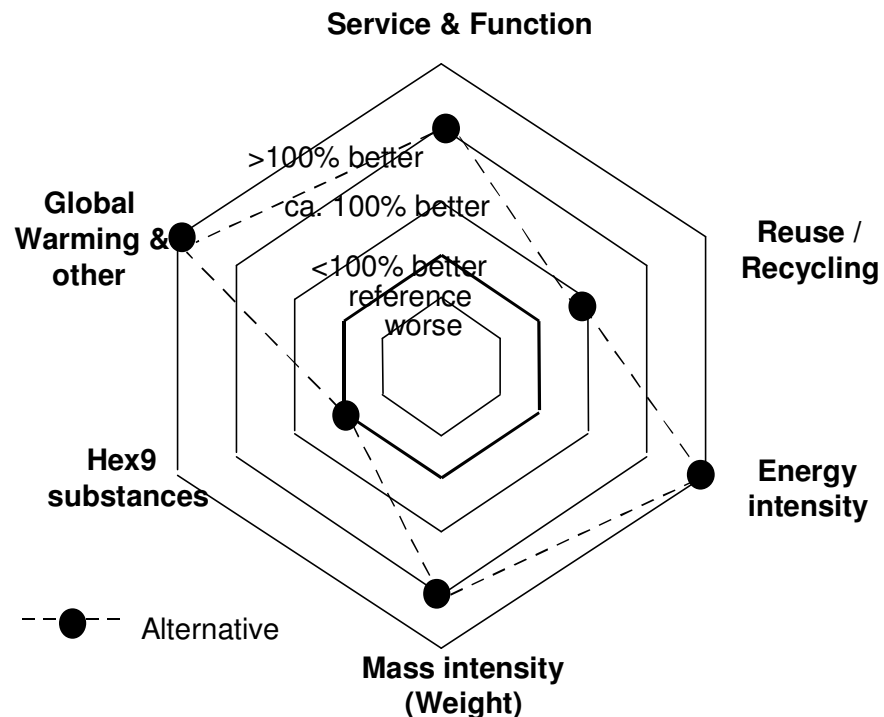 Service & Function
>100% better
ca. 100% better
<100% better
reference
worse
Global
Warming &
other
Reuse /
Recycling
Hex9
substances
Energy
intensity
Alternative
Mass intensity
(Weight)